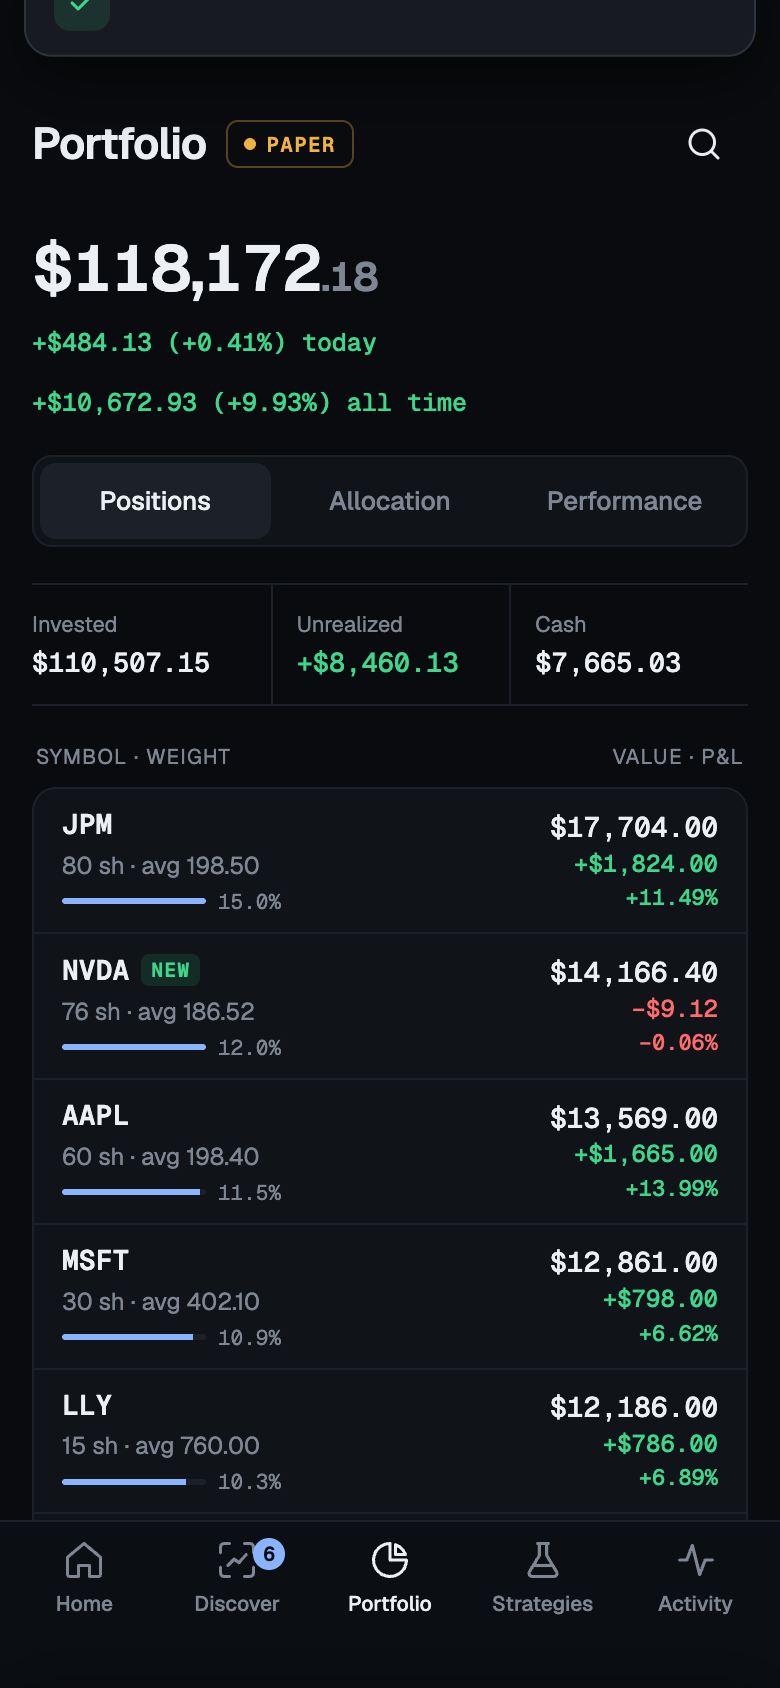 Portfolio
PAPER
$118,172.18
+$484.13 (+0.41%) today
+$10,672.93 (+9.93%) all time
Positions
Allocation
Performance
Invested
Unrealized
Cash
$110,507.15
+$8,460.13
$7,665.03
SYMBOL · WEIGHT
VALUE · P&L
JPM
$17,704.00
80 sh · avg 198.50
+$1,824.00
15.0%
+11.49%
NVDA NEW
$14,166.40
76 sh · avg 186.52
−$9.12
12.0%
−0.06%
AAPL
$13,569.00
60 sh · avg 198.40
+$1,665.00
11.5%
+13.99%
MSFT
$12,861.00
30 sh · avg 402.10
+$798.00
10.9%
+6.62%
LLY
$12,186.00
15 sh · avg 760.00
+$786.00
10.3%
+6.89%
6
Home
Discover
Portfolio
Strategies
Activity